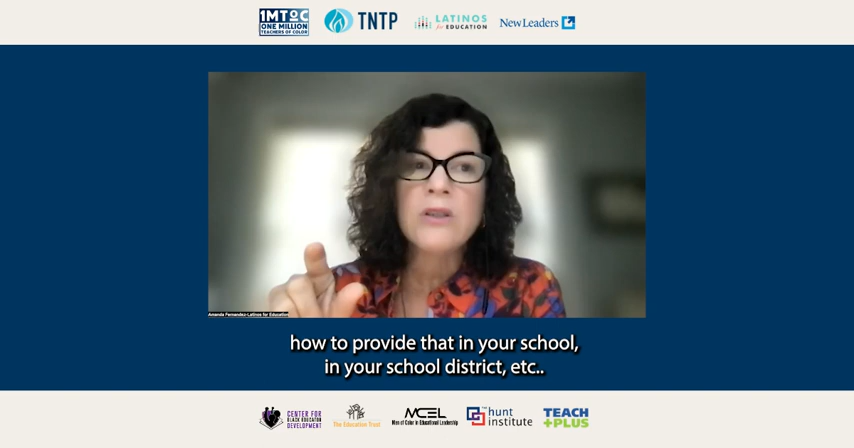 1MTOC
ONE MILLION
TEACHERS OF COLOR
TNTP
LATINOS
for EDUCATION
New Leaders
Amanda Fernandez-Latinos for Education
how to provide that in your school,
in your school district, etc..
CENTER FOR
BLACK EDUCATOR
DEVELOPMENT
The Education Trust
MCEL
Men of Color in Educational Leadership
hunt
institute
TEACH
+PLUS